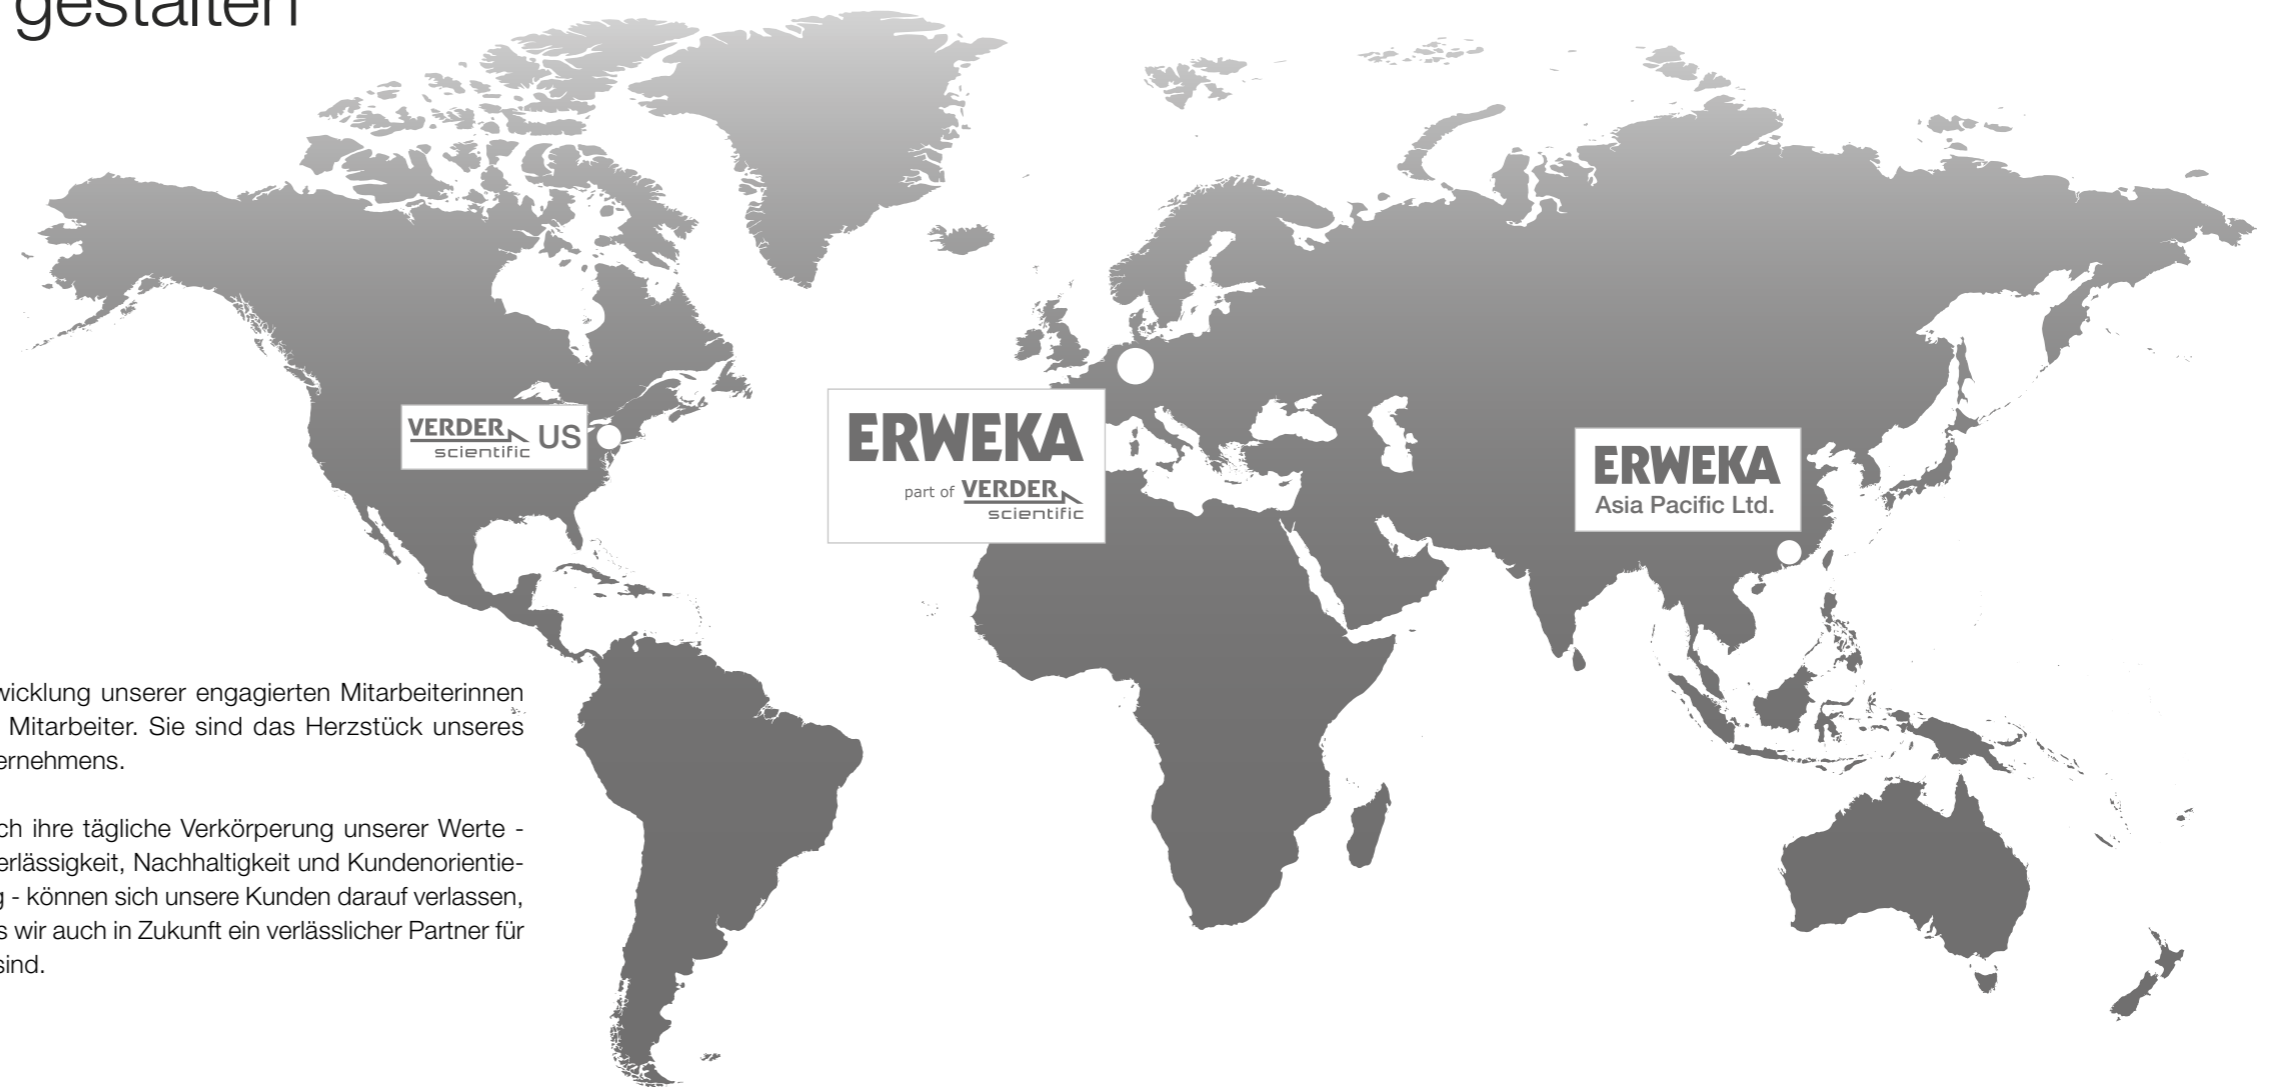 gestalten
VERDER
scientific
US
ERWEKA
part of VERDER
scientific
ERWEKA
Asia Pacific Ltd.
wicklung unserer engagierten Mitarbeiterinnen
Mitarbeiter. Sie sind das Herzstück unseres
ernehmens.
ch ihre tägliche Verkörperung unserer Werte -
erlässigkeit, Nachhaltigkeit und Kundenorientie-
g - können sich unsere Kunden darauf verlassen,
s wir auch in Zukunft ein verlässlicher Partner für
sind.